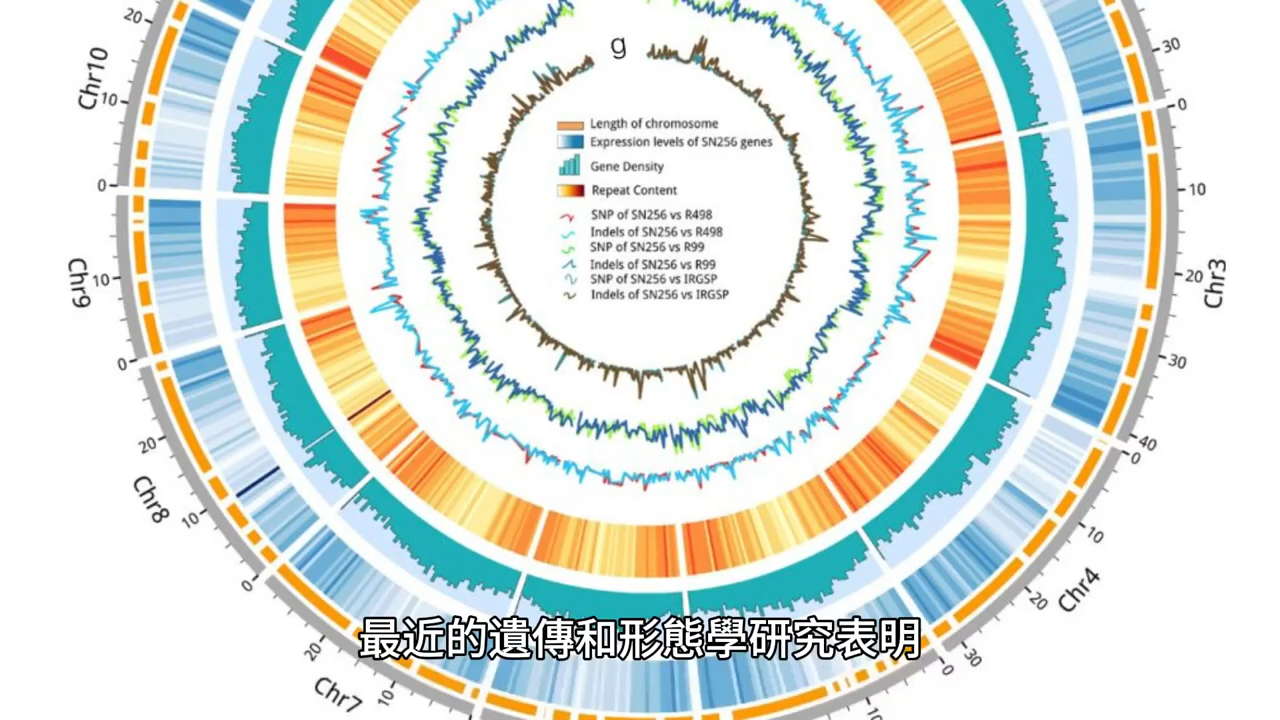 g
Length of chromosome
Expression levels of SN256 genes
Gene Density
Repeat Content
SNP of SN256 vs R498
Indels of SN256 vs R498
SNP of SN256 vs R99
Indels of SN256 vs R99
SNP of SN256 vs IRGSP
Indels of SN256 vs IRGSP
Chr10
20
10
0
Chr9
10
0
Chr8
20
10
0
Chr7
20
10
30
0
Chr3
10
20
30
40
0
Chr4
10
20
30
0
10
最近的遺傳和形態學研究表明